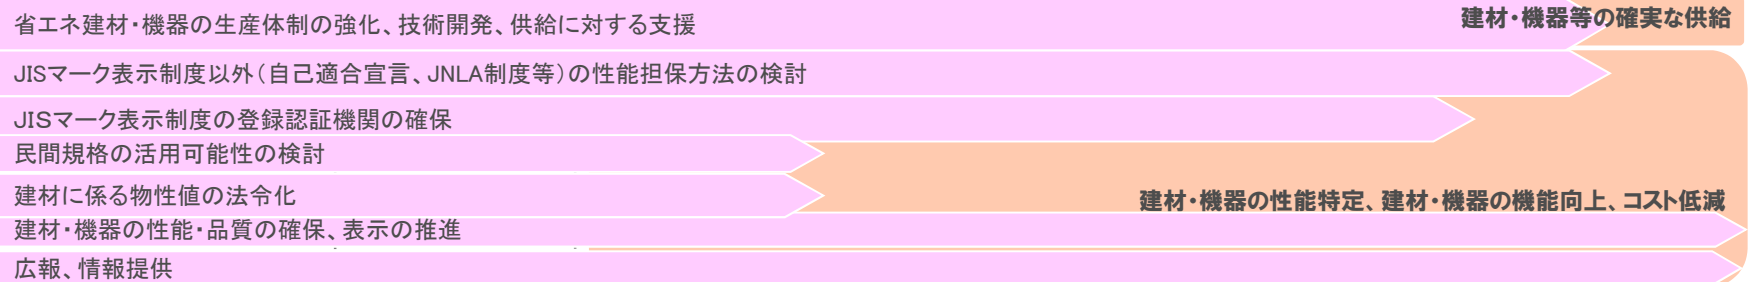 建材・機器等の確実な供給
省エネ建材・機器の生産体制の強化、技術開発、供給に対する支援
JISマーク表示制度以外（自己適合宣言、JNLA制度等）の性能担保方法の検討
JISマーク表示制度の登録認証機関の確保
民間規格の活用可能性の検討
建材に係る物性値の法令化
建材・機器の性能特定、建材・機器の機能向上、コスト低減
建材・機器の性能・品質の確保、表示の推進
広報、情報提供